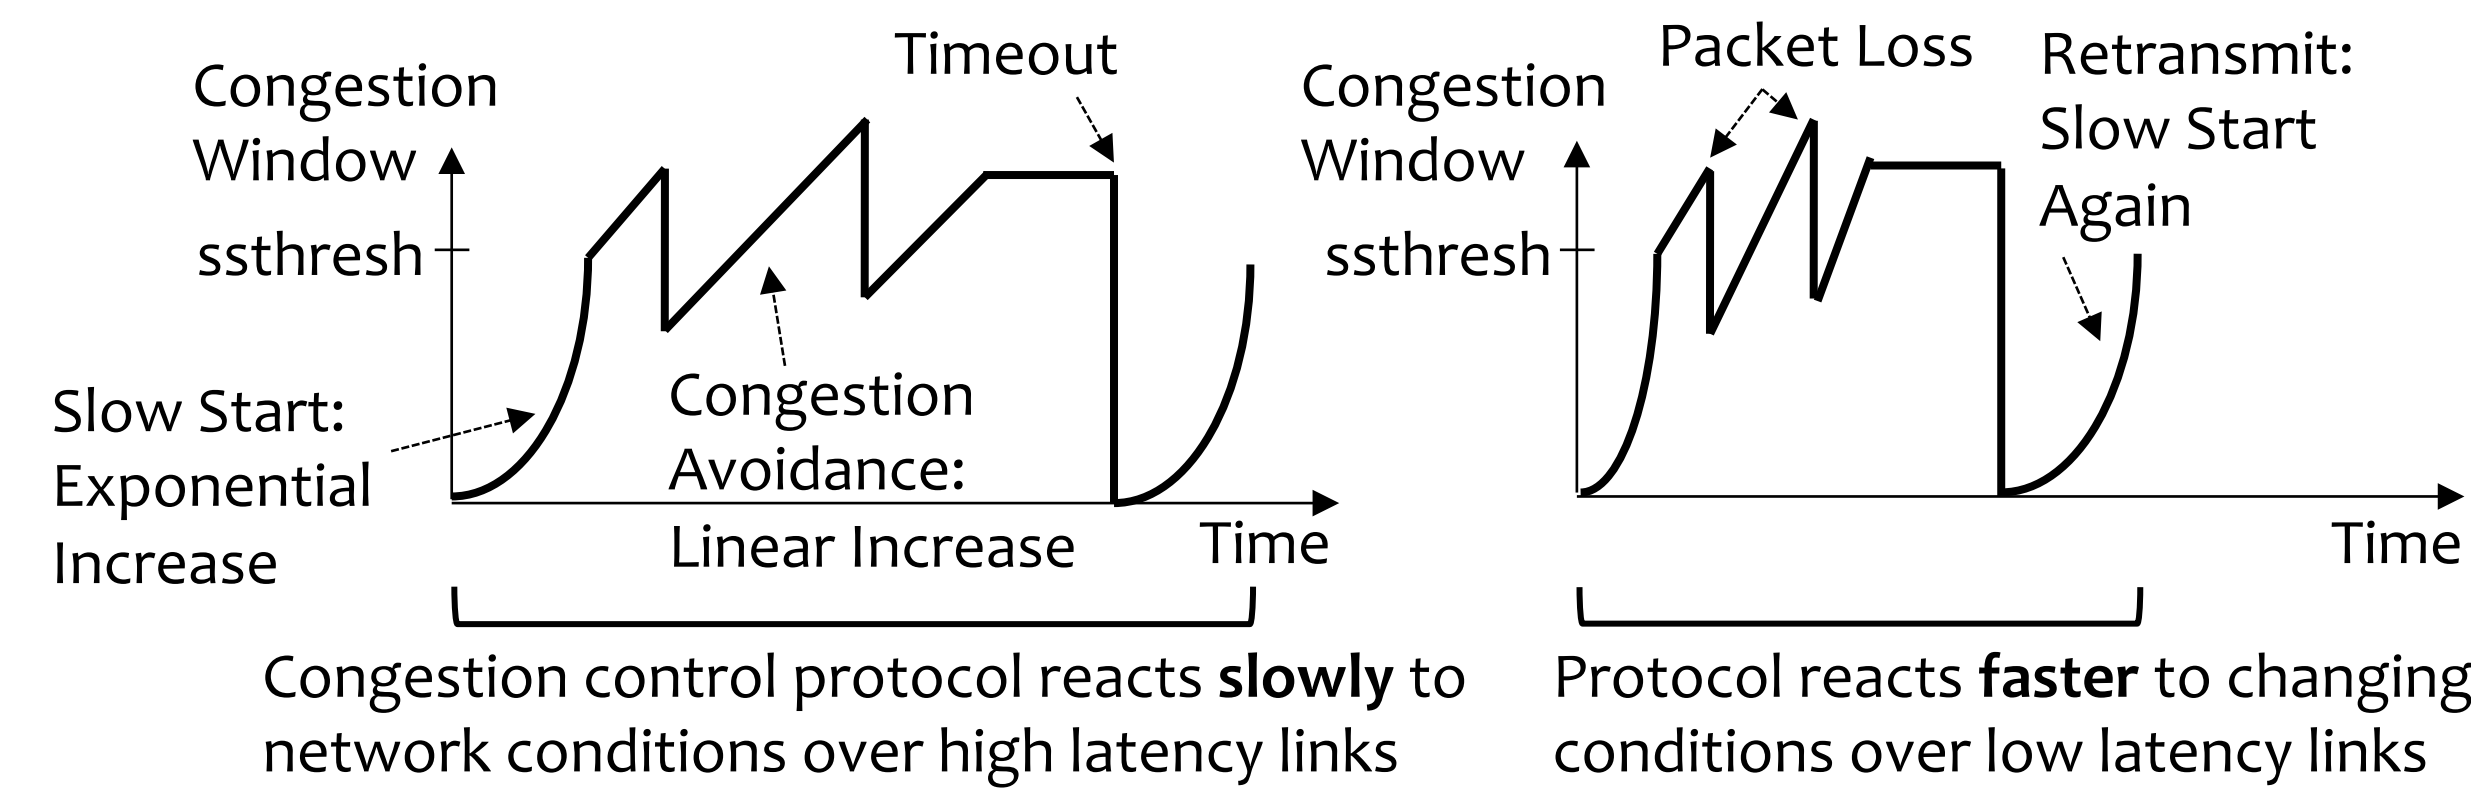 Timeout
Congestion
Window
ssthresh
Slow Start:
Exponential
Increase
Congestion
Avoidance:
Linear Increase
Time
Congestion control protocol reacts slowly to
network conditions over high latency links
Packet Loss
Congestion
Window
ssthresh
Retransmit:
Slow Start
Again
Time
Protocol reacts faster to changing
conditions over low latency links